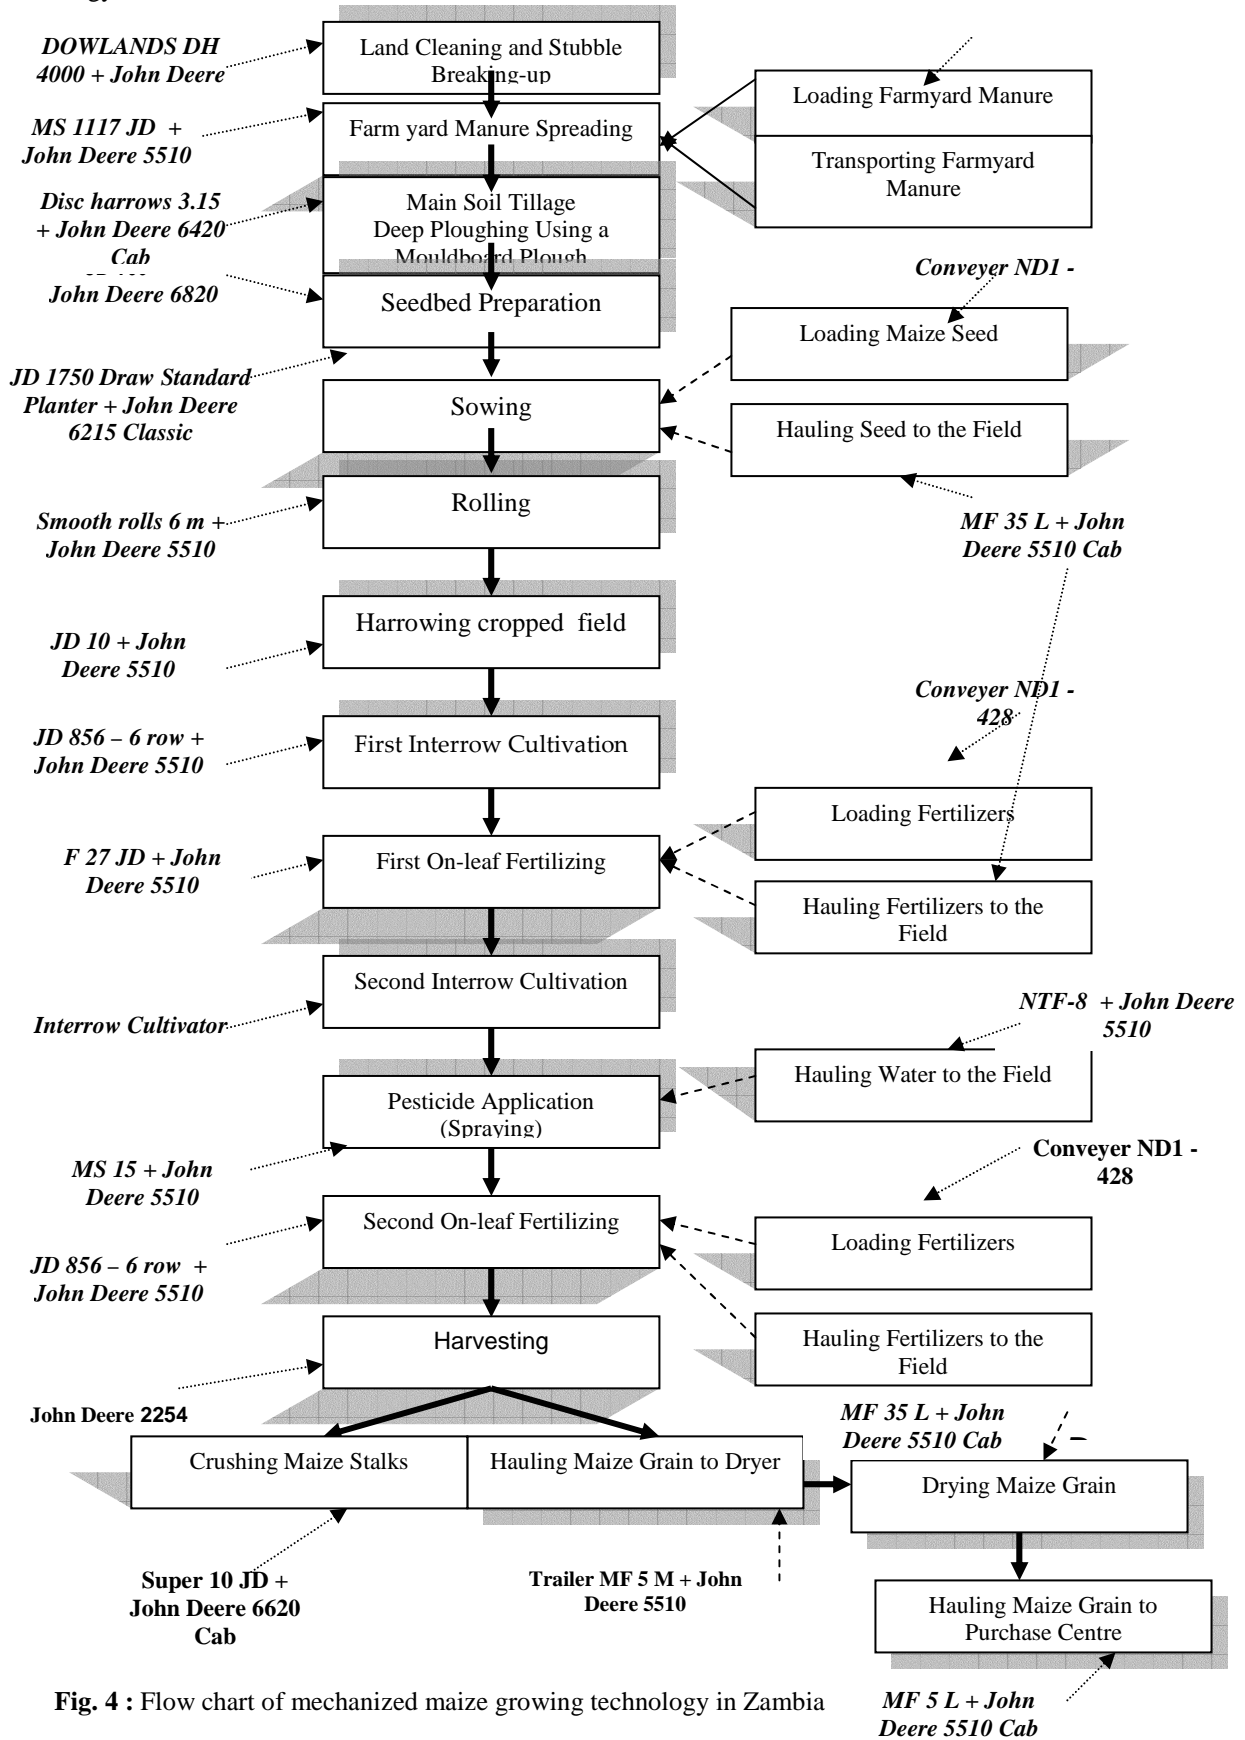 DOWLANDS DH
4000 + John Deere
Land Cleaning and Stubble
Breaking-up
Loading Farmyard Manure
MS 1117 JD +
John Deere 5510
Farm yard Manure Spreading
Transporting Farmyard
Manure
Disc harrows 3.15
+ John Deere 6420
Cab
Main Soil Tillage
Deep Ploughing Using a
Mouldboard Plough
John Deere 6820
Seedbed Preparation
Conveyer ND1 -
Loading Maize Seed
JD 1750 Draw Standard
Planter + John Deere
6215 Classic
Sowing
Hauling Seed to the Field
Smooth rolls 6 m +
John Deere 5510
Rolling
MF 35 L + John
Deere 5510 Cab
JD 10 + John
Deere 5510
Harrowing cropped field
Conveyer ND1 -
428
JD 856 – 6 row +
John Deere 5510
First Interrow Cultivation
Loading Fertilizers
F 27 JD + John
Deere 5510
First On-leaf Fertilizing
Hauling Fertilizers to the
Field
Second Interrow Cultivation
Interrow Cultivator
NTF-8 + John Deere
5510
Hauling Water to the Field
Pesticide Application
(Spraying)
MS 15 + John
Deere 5510
Conveyer ND1 -
428
Second On-leaf Fertilizing
Loading Fertilizers
JD 856 – 6 row +
John Deere 5510
Harvesting
Hauling Fertilizers to the
Field
John Deere 2254
MF 35 L + John
Deere 5510 Cab
Crushing Maize Stalks
Hauling Maize Grain to Dryer
Drying Maize Grain
Super 10 JD +
John Deere 6620
Cab
Trailer MF 5 M + John
Deere 5510
Hauling Maize Grain to
Purchase Centre
Fig. 4 : Flow chart of mechanized maize growing technology in Zambia
MF 5 L + John
Deere 5510 Cab